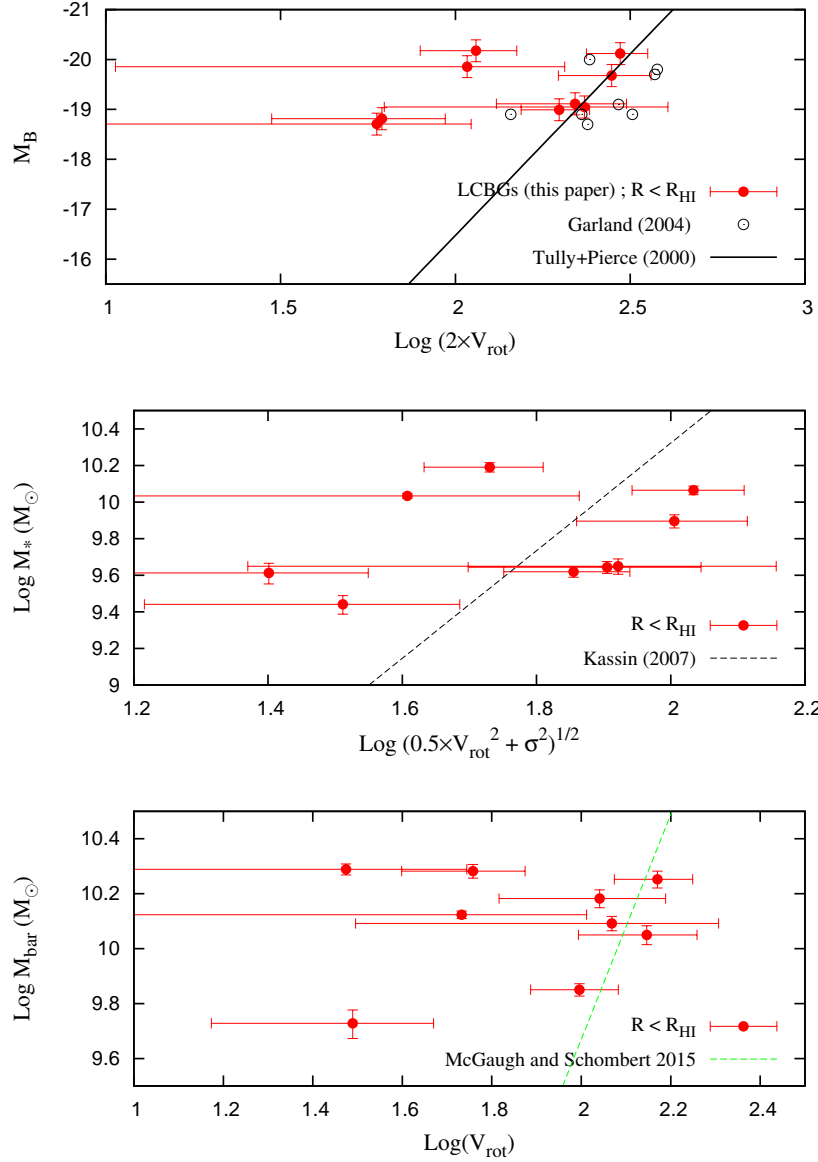 -21
-20
-19
-18
-17
-16
M_B
LCBGs (this paper) ; R < R_HI
Garland (2004)
Tully+Pierce (2000)
1 1.5 2 2.5 3
Log (2×V_rot)
10.4
10.2
10
9.8
9.6
9.4
9.2
9
Log M_* (M_⊙)
R < R_HI
Kassin (2007)
1.2 1.4 1.6 1.8 2 2.2
Log (0.5×V_rot^2 + σ^2)^1/2
10.4
10.2
10
9.8
9.6
Log M_bar (M_⊙)
R < R_HI
McGaugh and Schombert 2015
1 1.2 1.4 1.6 1.8 2 2.2 2.4
Log(V_rot)